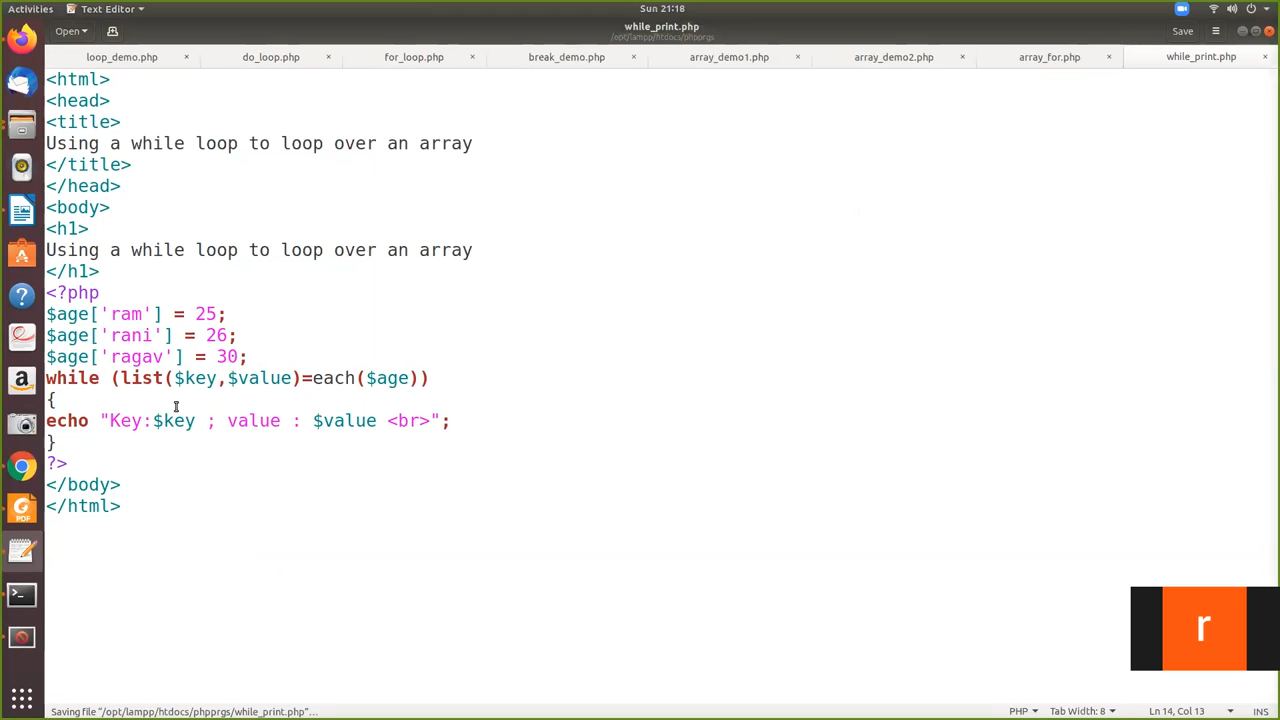 Activities Text Editor Sun 21:18
Open while_print.php Save
/opt/lampp/htdocs/phpprgs
loop_demo.php × do_loop.php × for_loop.php × break_demo.php × array_demo1.php × array_demo2.php × array_for.php × while_print.php ×
<html>
<head>
<title>
Using a while loop to loop over an array
</title>
</head>
<body>
<h1>
Using a while loop to loop over an array
</h1>
<?php
$age['ram'] = 25;
$age['rani'] = 26;
$age['ragav'] = 30;
while (list($key,$value)=each($age))
{
echo "Key:$key ; value : $value <br>";
}
?>
</body>
</html>
r
Saving file “/opt/lampp/htdocs/phpprgs/while_print.php”… PHP Tab Width: 8 Ln 14, Col 13 INS